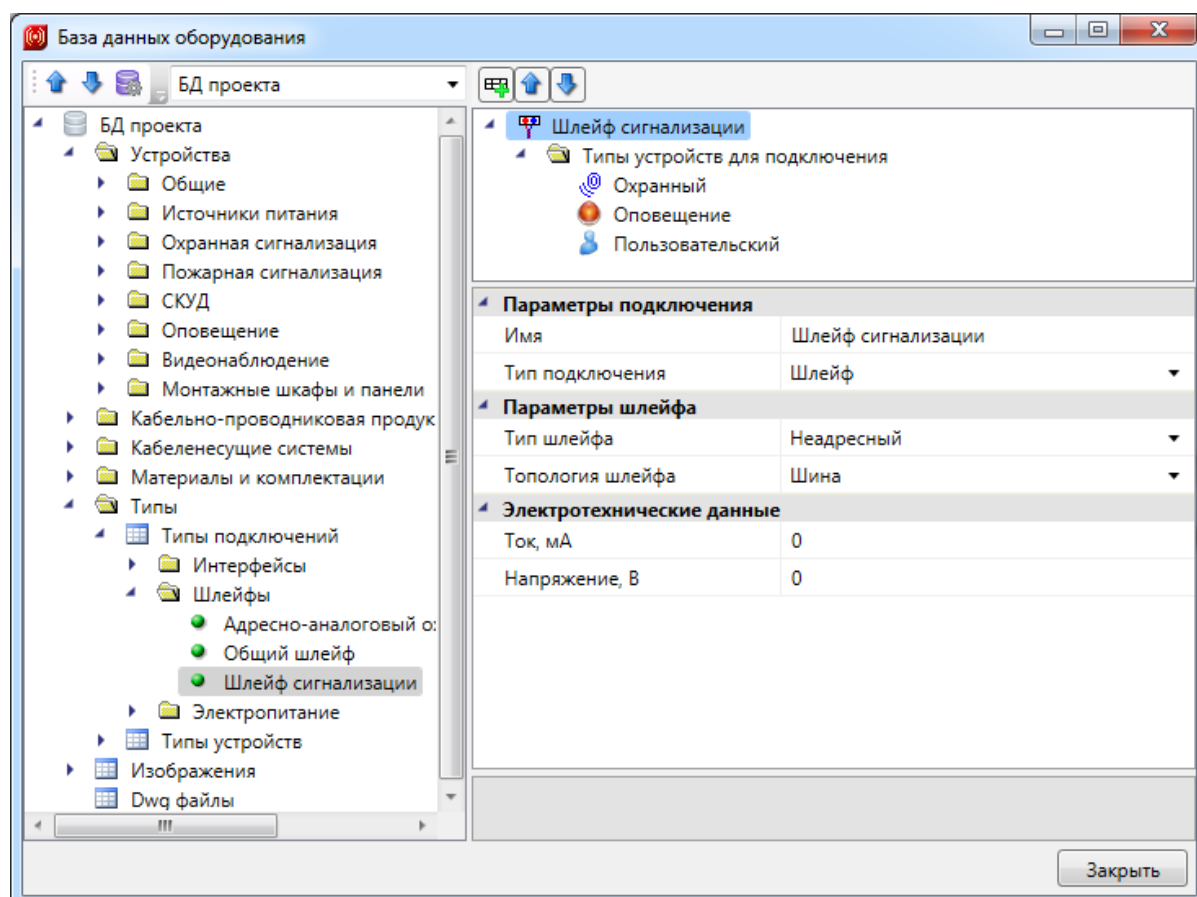 База данных оборудования
БД проекта
БД проекта
Устройства
Общие
Источники питания
Охранная сигнализация
Пожарная сигнализация
СКУД
Оповещение
Видеонаблюдение
Монтажные шкафы и панели
Кабельно-проводниковая продук
Кабеленесущие системы
Материалы и комплектации
Типы
Типы подключений
Интерфейсы
Шлейфы
Адресно-аналоговый о
Общий шлейф
Шлейф сигнализации
Электропитание
Типы устройств
Изображения
Dwg файлы
Шлейф сигнализации
Типы устройств для подключения
Охранный
Оповещение
Пользовательский
Параметры подключения
Имя Шлейф сигнализации
Тип подключения Шлейф
Параметры шлейфа
Тип шлейфа Неадресный
Топология шлейфа Шина
Электротехнические данные
Ток, мА 0
Напряжение, В 0
Закрыть